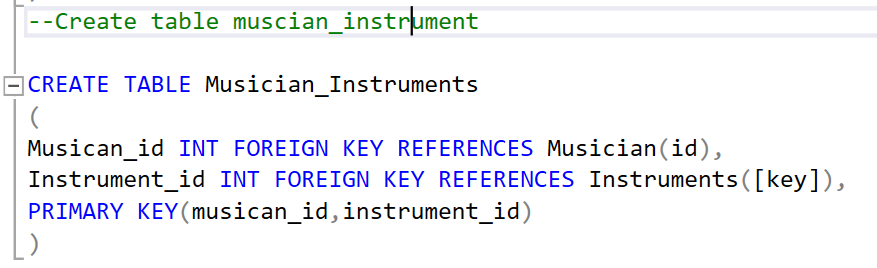 --Create table muscian_instrument
CREATE TABLE Musician_Instruments
(
Musican_id INT FOREIGN KEY REFERENCES Musician(id),
Instrument_id INT FOREIGN KEY REFERENCES Instruments([key]),
PRIMARY KEY(musican_id,instrument_id)
)